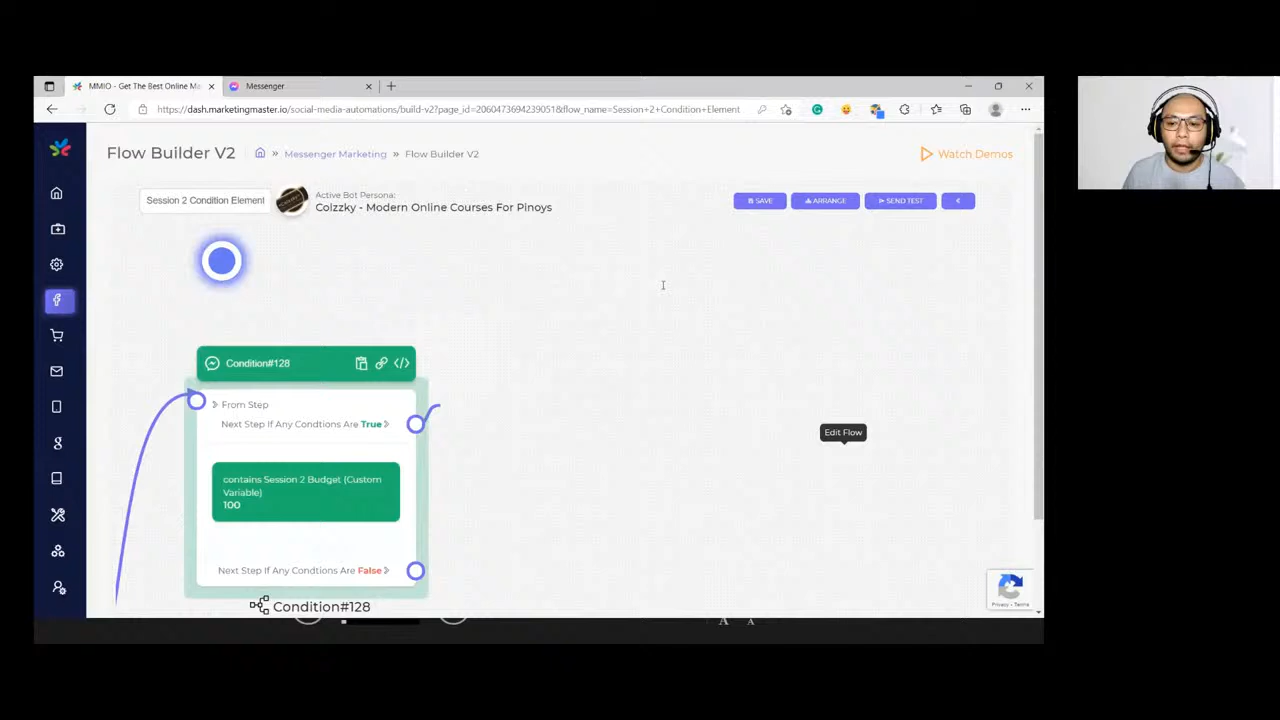 MMIO - Get The Best Online Ma
Messenger
https://dash.marketingmaster.io/social-media-automations/build-v2?page_id=2060473694239051&flow_name=Session+2+Condition+Element
Flow Builder V2
Messenger Marketing » Flow Builder V2
Watch Demos
Session 2 Condition Element
Active Bot Persona:
Colzzky - Modern Online Courses For Pinoys
SAVE
ARRANGE
SEND TEST
Condition#128
From Step
Next Step If Any Condtions Are True
Edit Flow
contains Session 2 Budget (Custom
Variable)
100
Next Step If Any Condtions Are False
Privacy - Terms
Condition#128
A A